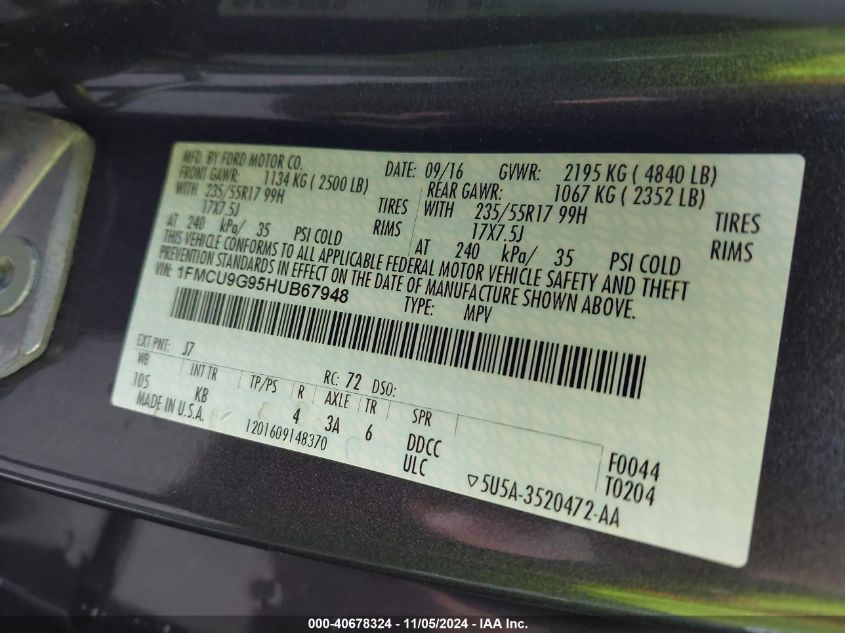 MFD. BY FORD MOTOR CO.
DATE: 09/16 GVWR: 2195 KG ( 4840 LB)
FRONT GAWR: 1134 KG ( 2500 LB)
REAR GAWR: 1067 KG ( 2352 LB)
WITH 235/55R17 99H TIRES
WITH 235/55R17 99H TIRES
17X7.5J RIMS
17X7.5J RIMS
AT 240 kPa/ 35 PSI COLD
AT 240 kPa/ 35 PSI COLD
THIS VEHICLE CONFORMS TO ALL APPLICABLE FEDERAL MOTOR VEHICLE SAFETY AND THEFT
PREVENTION STANDARDS IN EFFECT ON THE DATE OF MANUFACTURE SHOWN ABOVE.
VIN: 1FMCU9G95HUB67948
TYPE: MPV
EXT PNT: J7 RC: 72 DSO:
WB INT TR TP/PS R AXLE TR SPR
105 KB 4 3A 6 DDCC
MADE IN U.S.A. 1201609148370 ULC
F0044
T0204
▽5U5A-3520472-AA
000-40678324 | 11/05/2024 - IAA Inc.